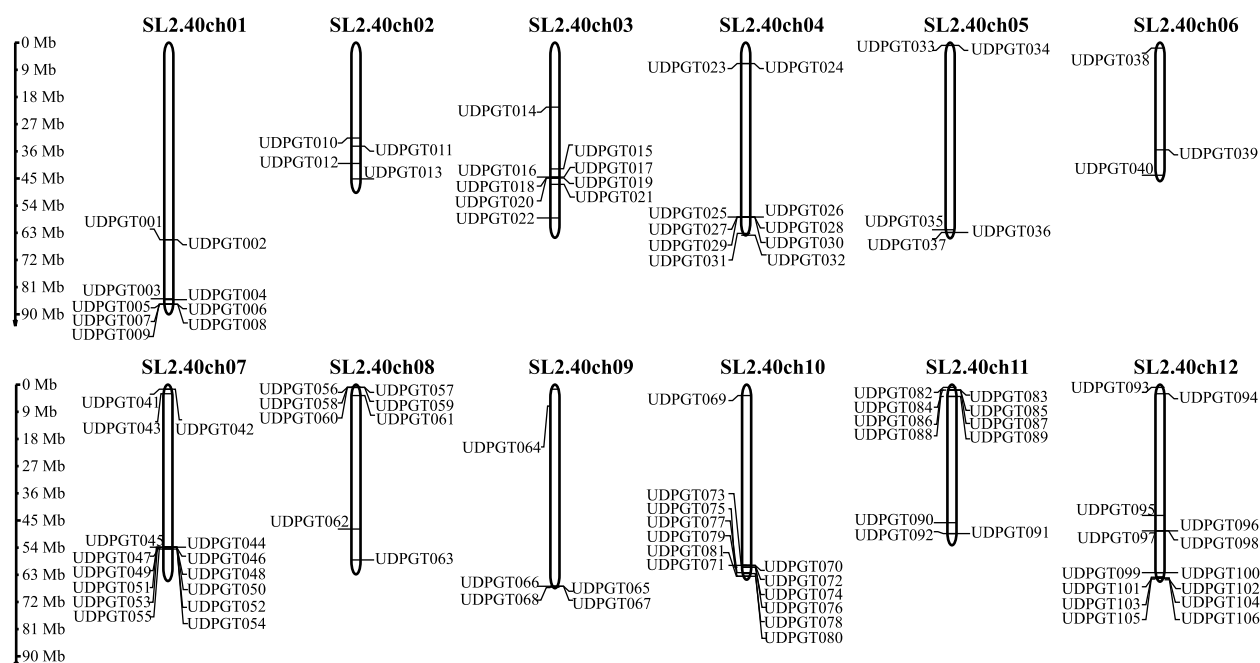 SL2.40ch01 SL2.40ch02 SL2.40ch03 SL2.40ch04 SL2.40ch05 SL2.40ch06
0 Mb
9 Mb
18 Mb
27 Mb
36 Mb
45 Mb
54 Mb
63 Mb
72 Mb
81 Mb
90 Mb
UDPGT001
UDPGT002
UDPGT003
UDPGT004
UDPGT005
UDPGT006
UDPGT007
UDPGT008
UDPGT009
UDPGT010
UDPGT011
UDPGT012
UDPGT013
UDPGT014
UDPGT015
UDPGT016
UDPGT017
UDPGT018
UDPGT019
UDPGT020
UDPGT021
UDPGT022
UDPGT023
UDPGT024
UDPGT025
UDPGT026
UDPGT027
UDPGT028
UDPGT029
UDPGT030
UDPGT031
UDPGT032
UDPGT033
UDPGT034
UDPGT035
UDPGT036
UDPGT037
UDPGT038
UDPGT039
UDPGT040
SL2.40ch07 SL2.40ch08 SL2.40ch09 SL2.40ch10 SL2.40ch11 SL2.40ch12
0 Mb
9 Mb
18 Mb
27 Mb
36 Mb
45 Mb
54 Mb
63 Mb
72 Mb
81 Mb
90 Mb
UDPGT041
UDPGT043
UDPGT042
UDPGT045
UDPGT044
UDPGT047
UDPGT046
UDPGT049
UDPGT048
UDPGT051
UDPGT050
UDPGT053
UDPGT052
UDPGT055
UDPGT054
UDPGT056
UDPGT057
UDPGT058
UDPGT059
UDPGT060
UDPGT061
UDPGT062
UDPGT063
UDPGT064
UDPGT066
UDPGT065
UDPGT068
UDPGT067
UDPGT069
UDPGT073
UDPGT075
UDPGT077
UDPGT079
UDPGT081
UDPGT071
UDPGT070
UDPGT072
UDPGT074
UDPGT076
UDPGT078
UDPGT080
UDPGT082
UDPGT083
UDPGT084
UDPGT085
UDPGT086
UDPGT087
UDPGT088
UDPGT089
UDPGT090
UDPGT092
UDPGT091
UDPGT093
UDPGT094
UDPGT095
UDPGT096
UDPGT097
UDPGT098
UDPGT099
UDPGT100
UDPGT101
UDPGT102
UDPGT103
UDPGT104
UDPGT105
UDPGT106